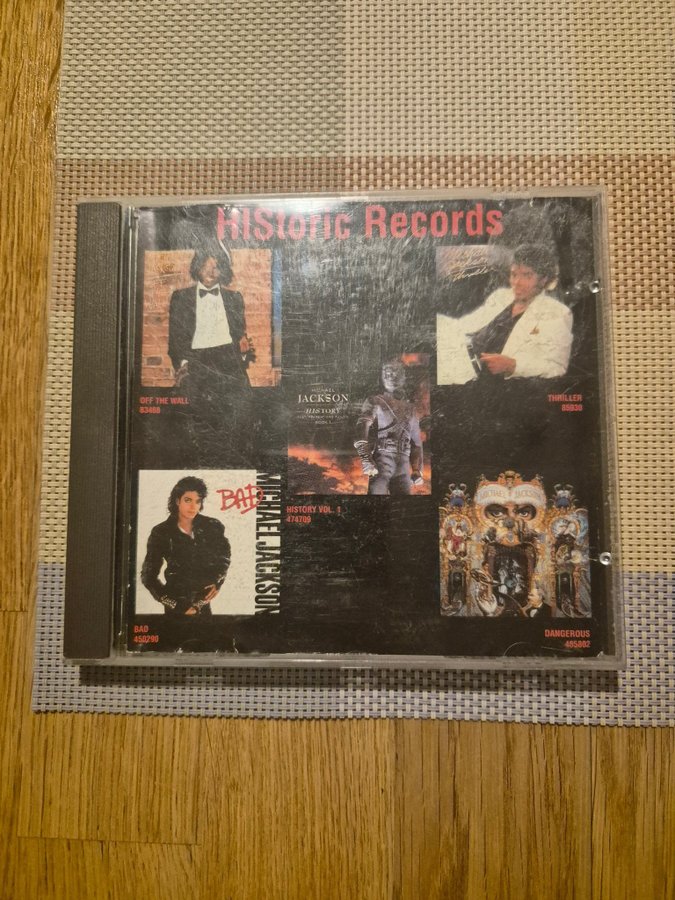 HIStoric Records
OFF THE WALL
83468
THRILLER
85930
MICHAEL
JACKSON
HISTORY
BOOK I
HISTORY VOL. 1
474709
BAD
MICHAEL JACKSON
BAD
450290
MICHAEL JACKSON
DANGEROUS
465802